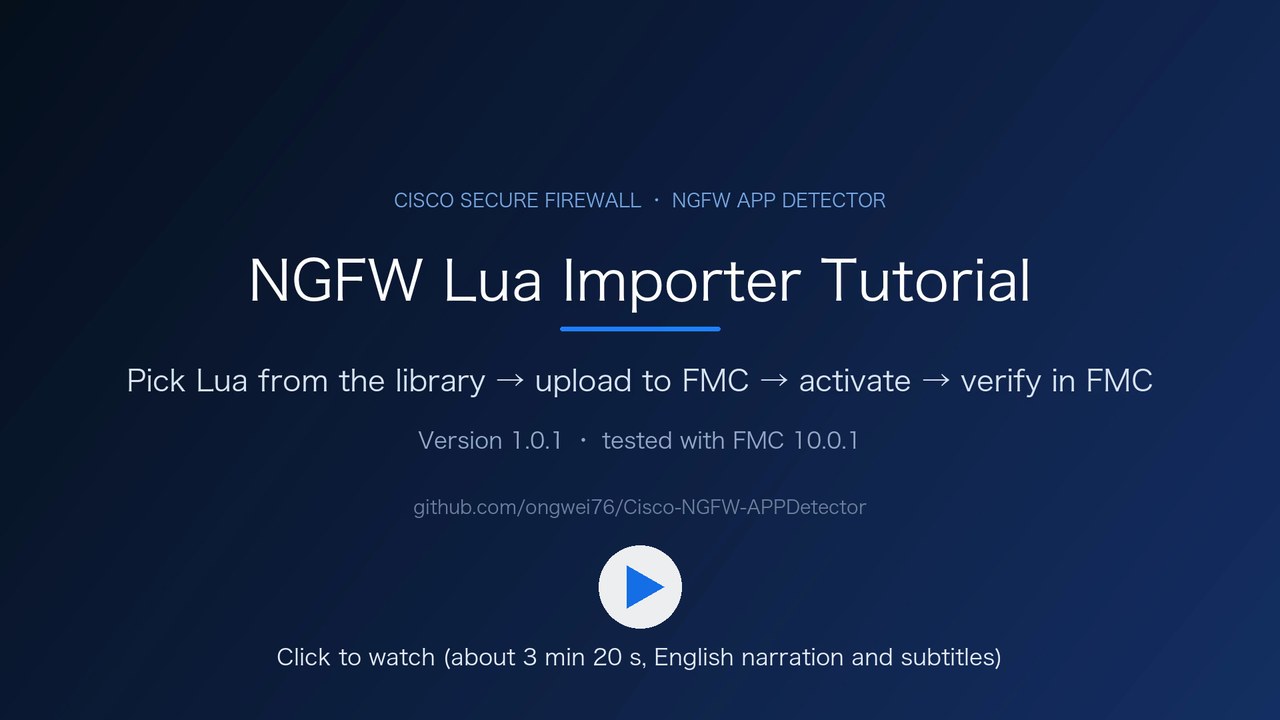 CISCO SECURE FIREWALL · NGFW APP DETECTOR
NGFW Lua Importer Tutorial
Pick Lua from the library → upload to FMC → activate → verify in FMC
Version 1.0.1 · tested with FMC 10.0.1
github.com/ongwei76/Cisco-NGFW-APPDetector
Click to watch (about 3 min 20 s, English narration and subtitles)